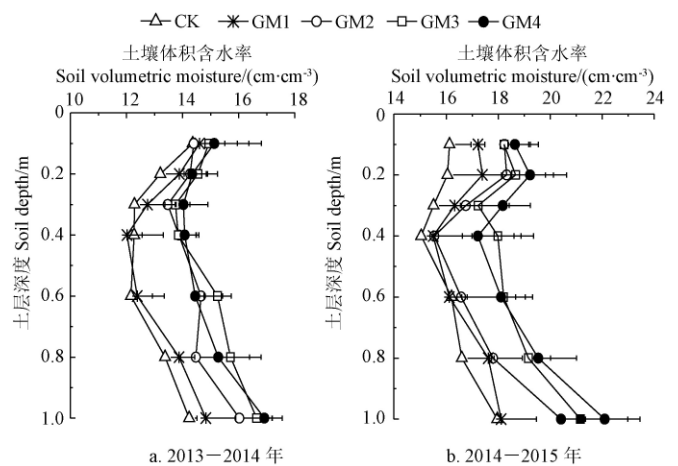 CK GM1 GM2 GM3 GM4
土壤体积含水率
Soil volumetric moisture/(cm·cm⁻³)
10 12 14 16 18
0
0.2
0.4
0.6
0.8
1.0
土层深度 Soil depth/m
a. 2013－2014 年
土壤体积含水率
Soil volumetric moisture/(cm·cm⁻³)
14 16 18 20 22 24
0
0.2
0.4
0.6
0.8
1.0
土层深度 Soil depth/m
b. 2014－2015 年